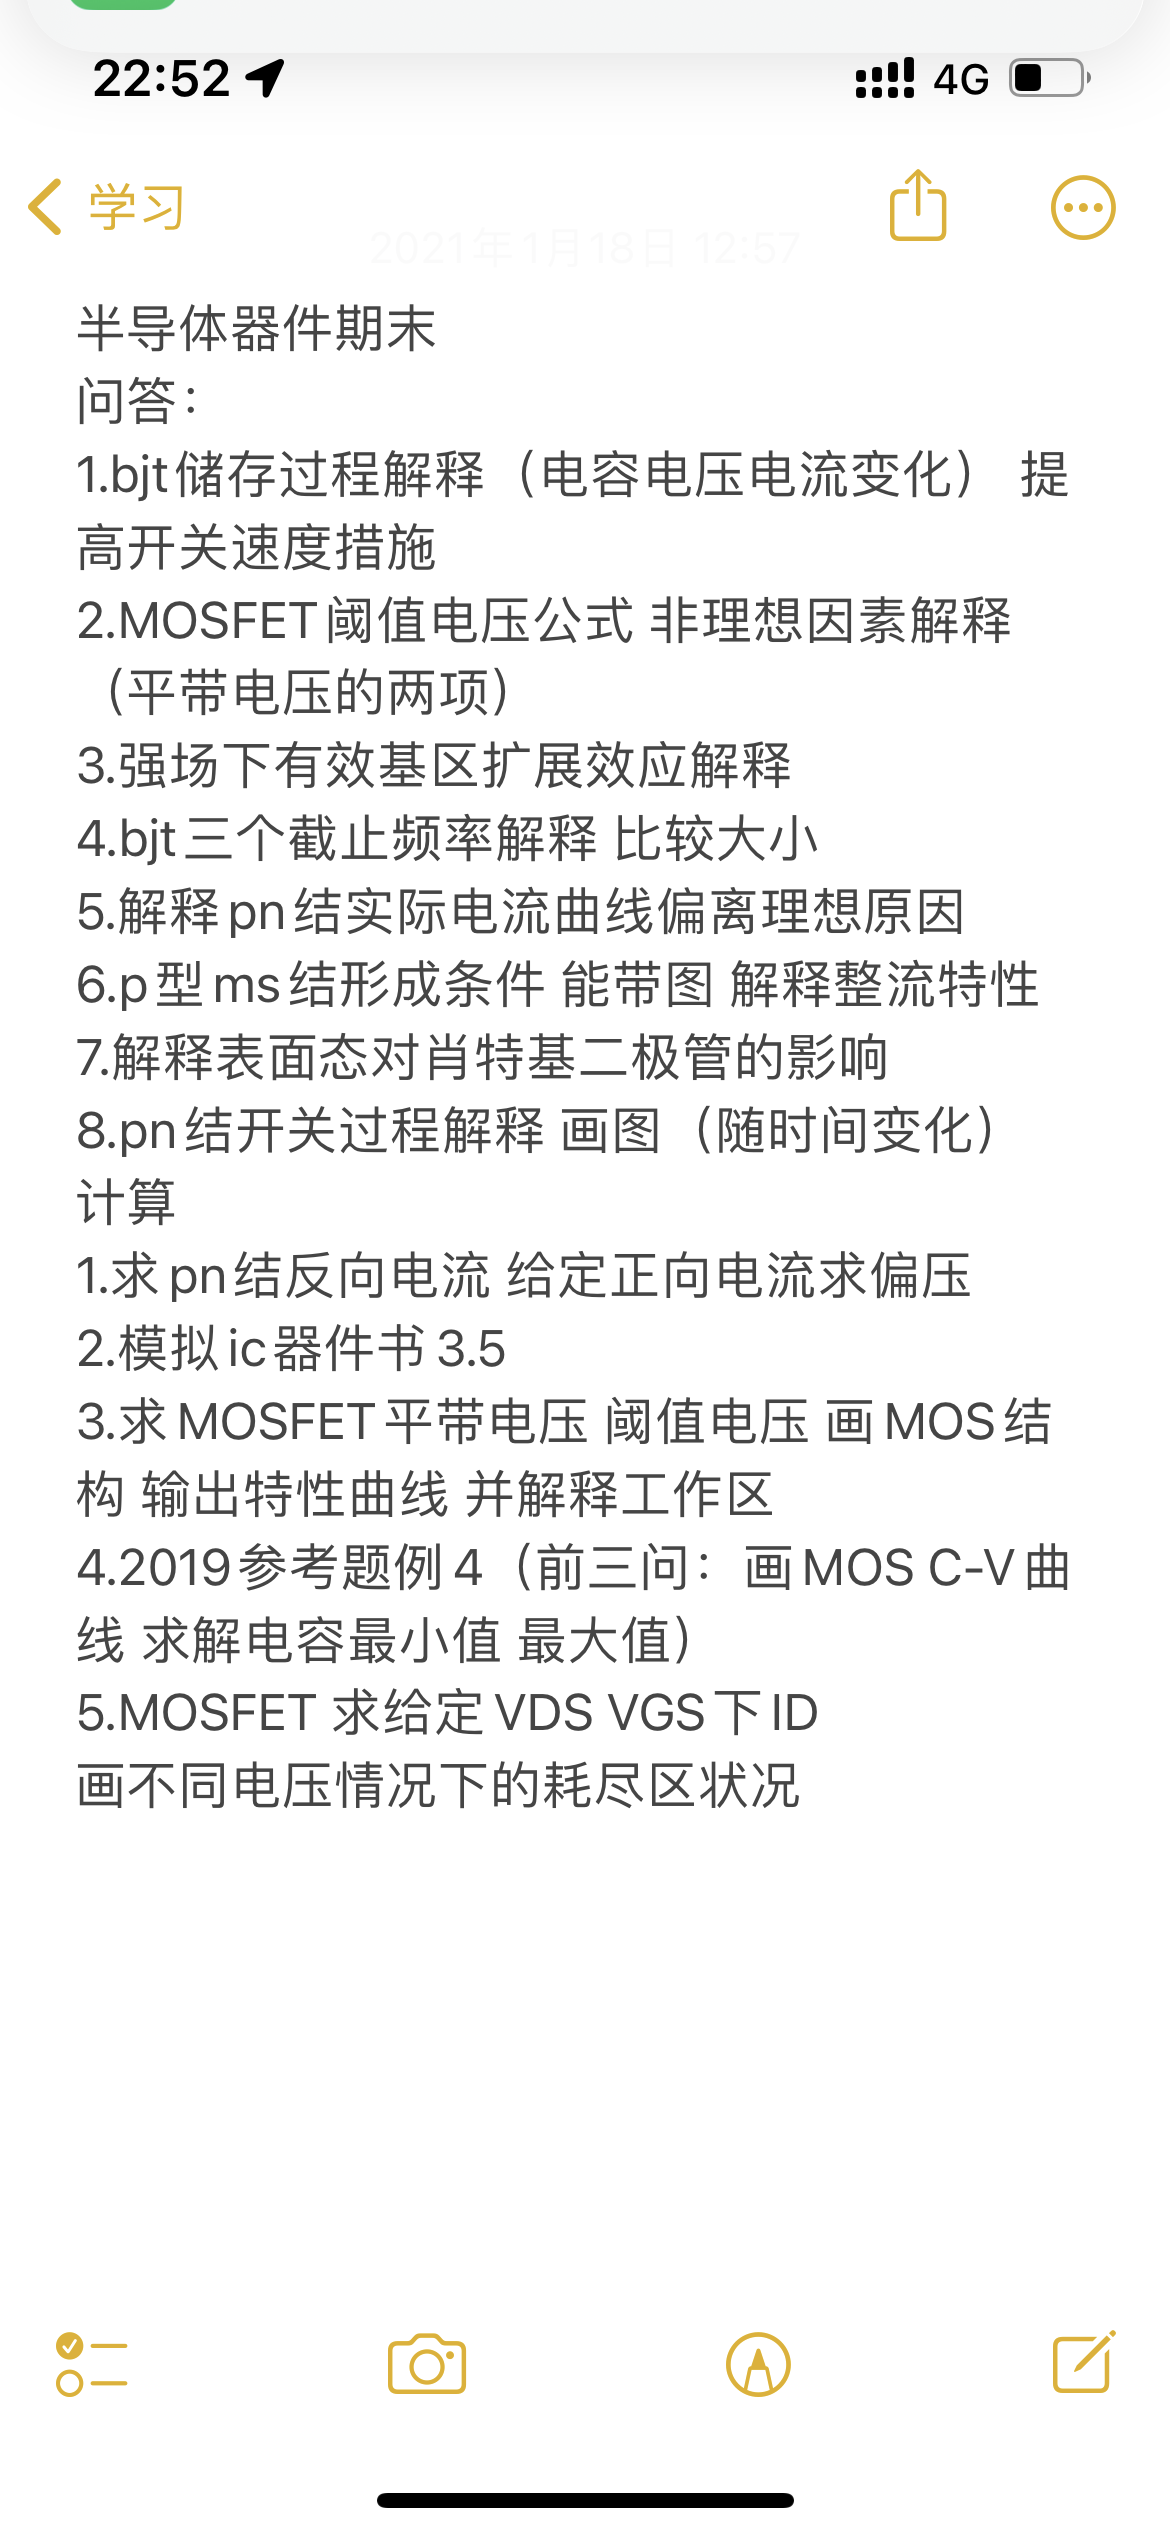 22:52
4G
学习
2021年1月18日 12:57
半导体器件期末
问答：
1.bjt储存过程解释（电容电压电流变化） 提
高开关速度措施
2.MOSFET阈值电压公式 非理想因素解释
（平带电压的两项）
3.强场下有效基区扩展效应解释
4.bjt三个截止频率解释 比较大小
5.解释pn结实际电流曲线偏离理想原因
6.p型ms结形成条件 能带图 解释整流特性
7.解释表面态对肖特基二极管的影响
8.pn结开关过程解释 画图（随时间变化）
计算
1.求pn结反向电流 给定正向电流求偏压
2.模拟ic器件书3.5
3.求MOSFET平带电压 阈值电压 画MOS结
构 输出特性曲线 并解释工作区
4.2019参考题例4（前三问：画MOS C-V曲
线 求解电容最小值 最大值）
5.MOSFET 求给定VDS VGS下ID
画不同电压情况下的耗尽区状况